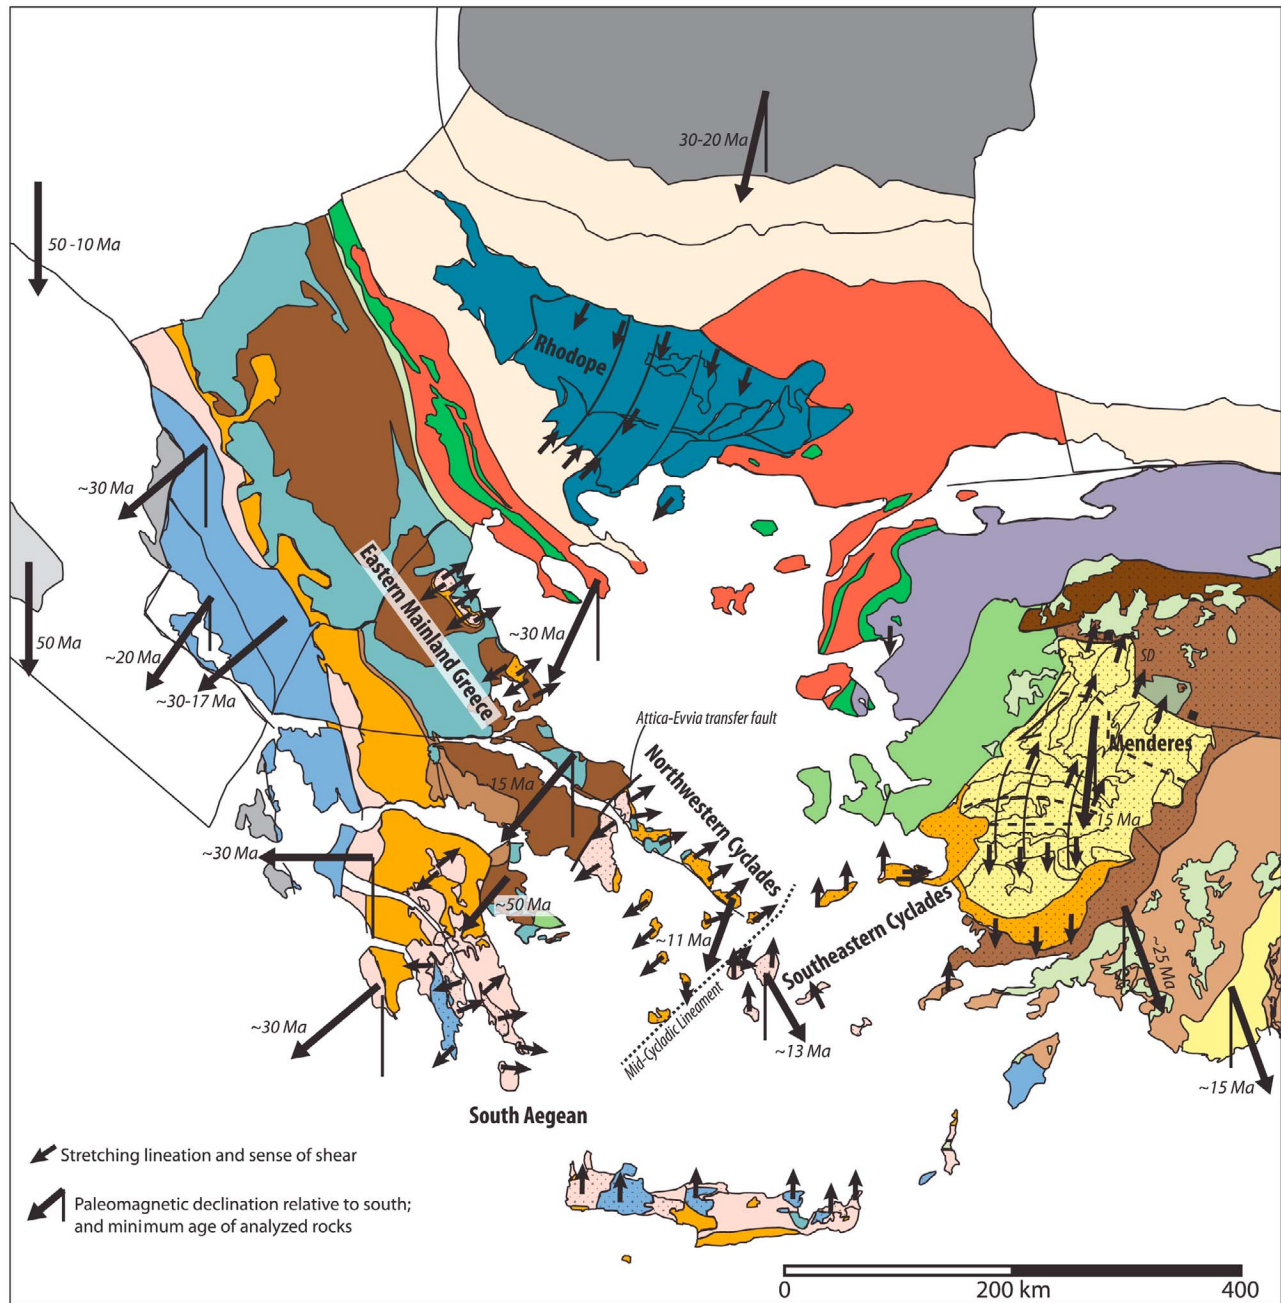 30-20 Ma
50 -10 Ma
Rhodope
~30 Ma
Eastern Mainland Greece
50 Ma
~20 Ma
~30-17 Ma
~30 Ma
SD
Attica-Evvia transfer fault
Menderes
Northwestern Cyclades
15 Ma
15 Ma
~30 Ma
~50 Ma
Southeastern Cyclades
~11 Ma
~25 Ma
Mid-Cycladic Lineament
~30 Ma
~13 Ma
~15 Ma
South Aegean
Stretching lineation and sense of shear
Paleomagnetic declination relative to south;
and minimum age of analyzed rocks
0 200 km 400